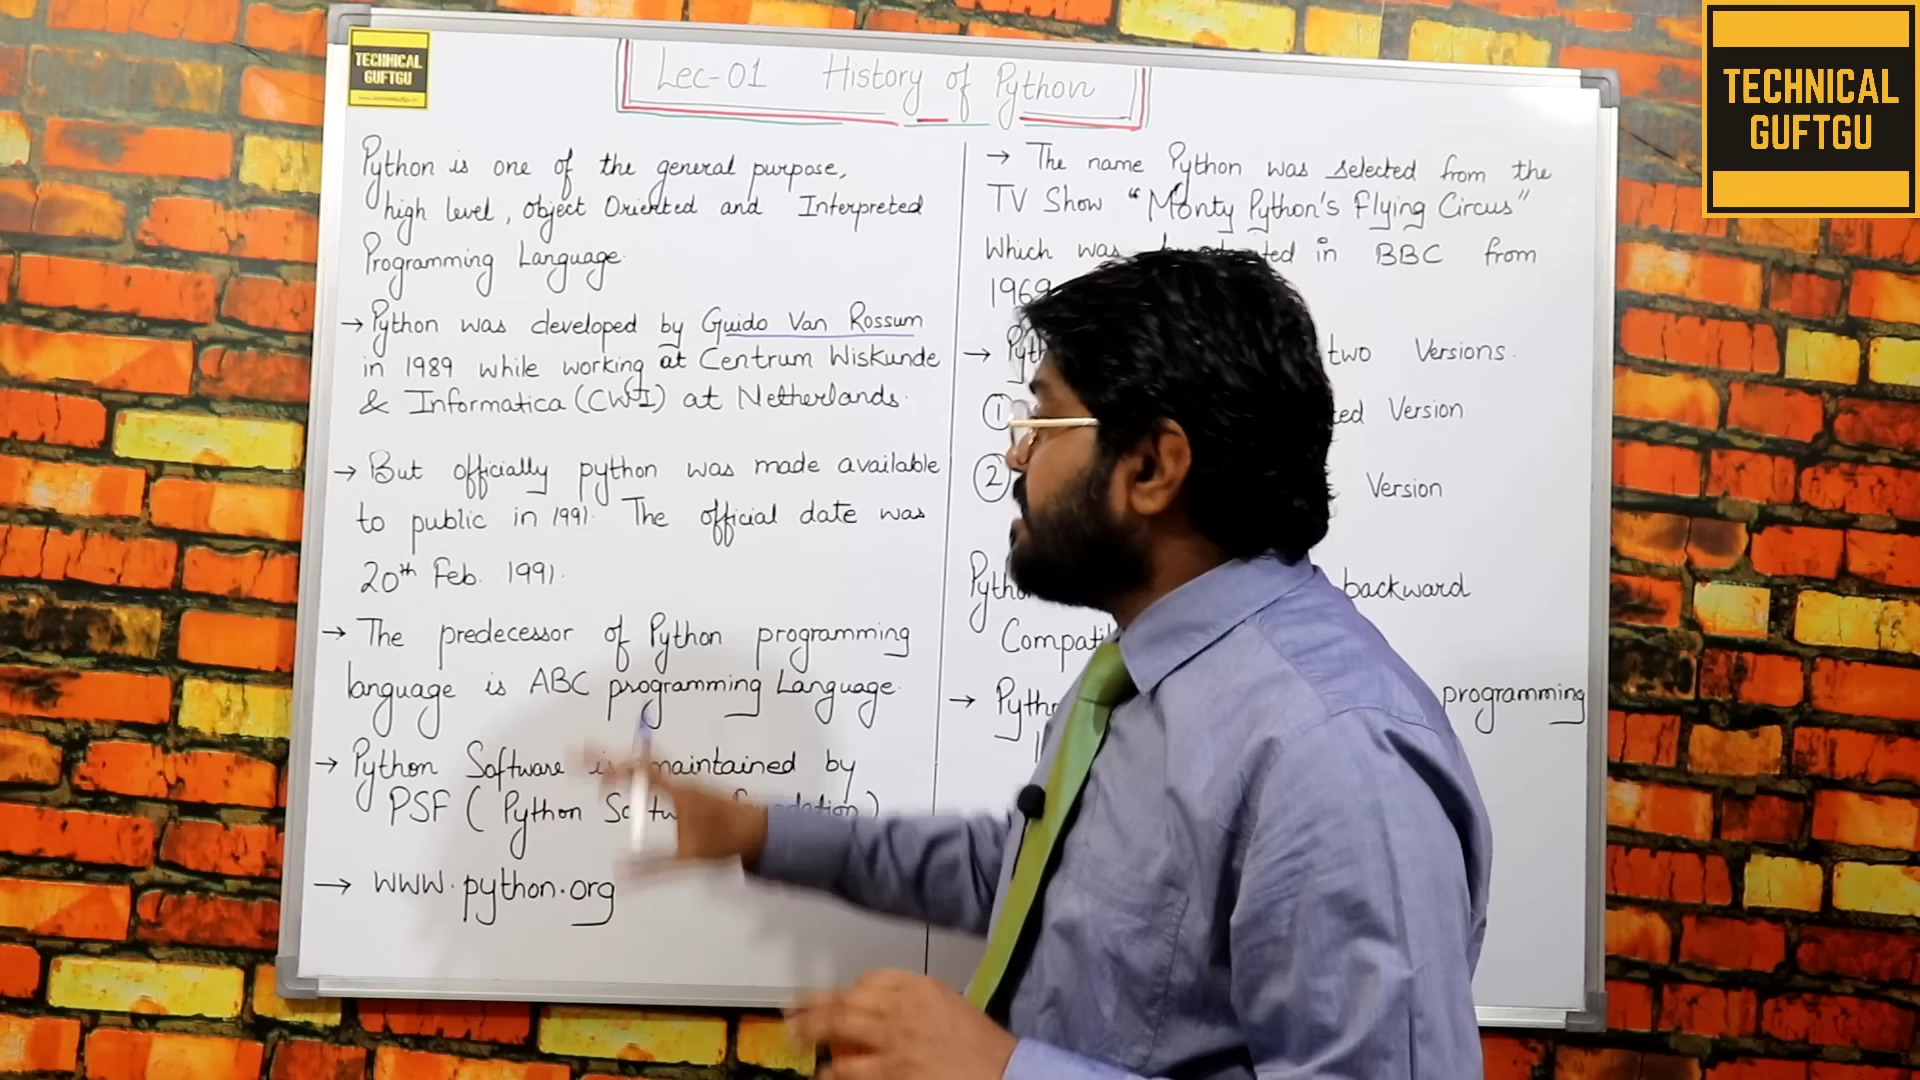 TECHNICAL
GUFTGU
Lec-01 History of Python
Python is one of the general purpose,
high level, object Oriented and Interpreted
Programming Language.
→ Python was developed by Guido Van Rossum
in 1989 while working at Centrum Wiskunde
& Informatica (CWI) at Netherlands.
→ But officially python was made available
to public in 1991. The official date was
20th Feb. 1991.
→ The predecessor of Python programming
language is ABC programming Language.
→ Python Software is maintained by
PSF (Python
→ www.python.org
→ The name Python was selected from the
TV Show "Monty Python's Flying Circus"
Which was in BBC from
1969
→ two Versions.
① Version
② Version
backward
→ programming
TECHNICAL
GUFTGU